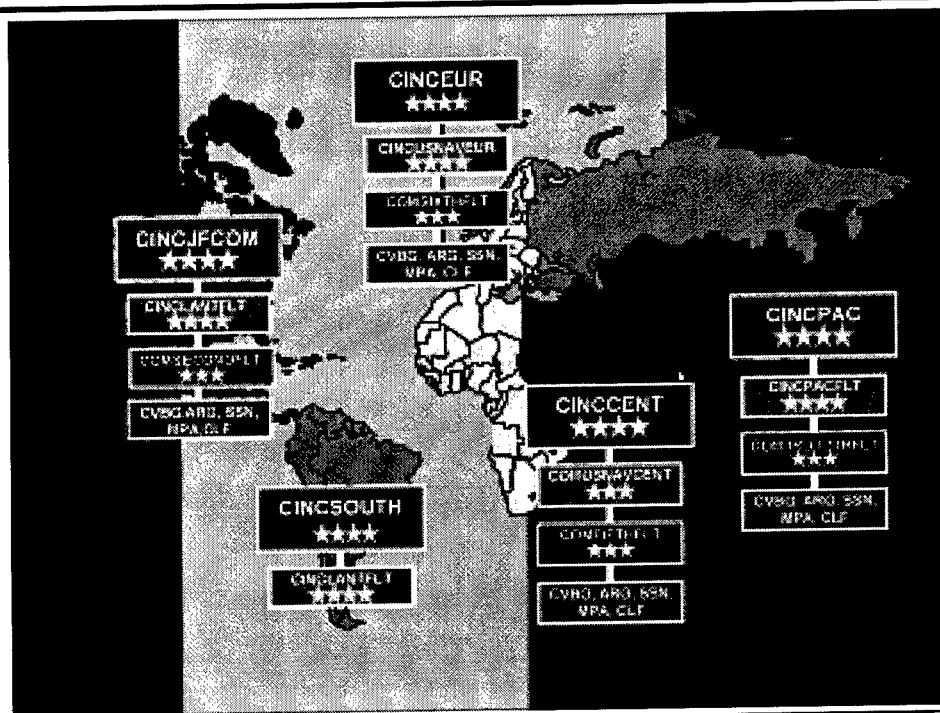 CINCEUR
CINCUSNAVEUR
COMSIXTHFLT
CVBG, ARG, SSN,
MPA, CLF
CINCJFCOM
CINCLANTFLT
COMSECONDFLT
CVBG, ARG, SSN,
MPA, CLF
CINCPAC
CINCPACFLT
CVBG, ARG, SSN,
MPA, CLF
CINCCENT
COMUSNAVCENT
COMFIFTHFLT
CVBG, ARG, SSN,
MPA, CLF
CINCSOUTH
CINCLANTFLT